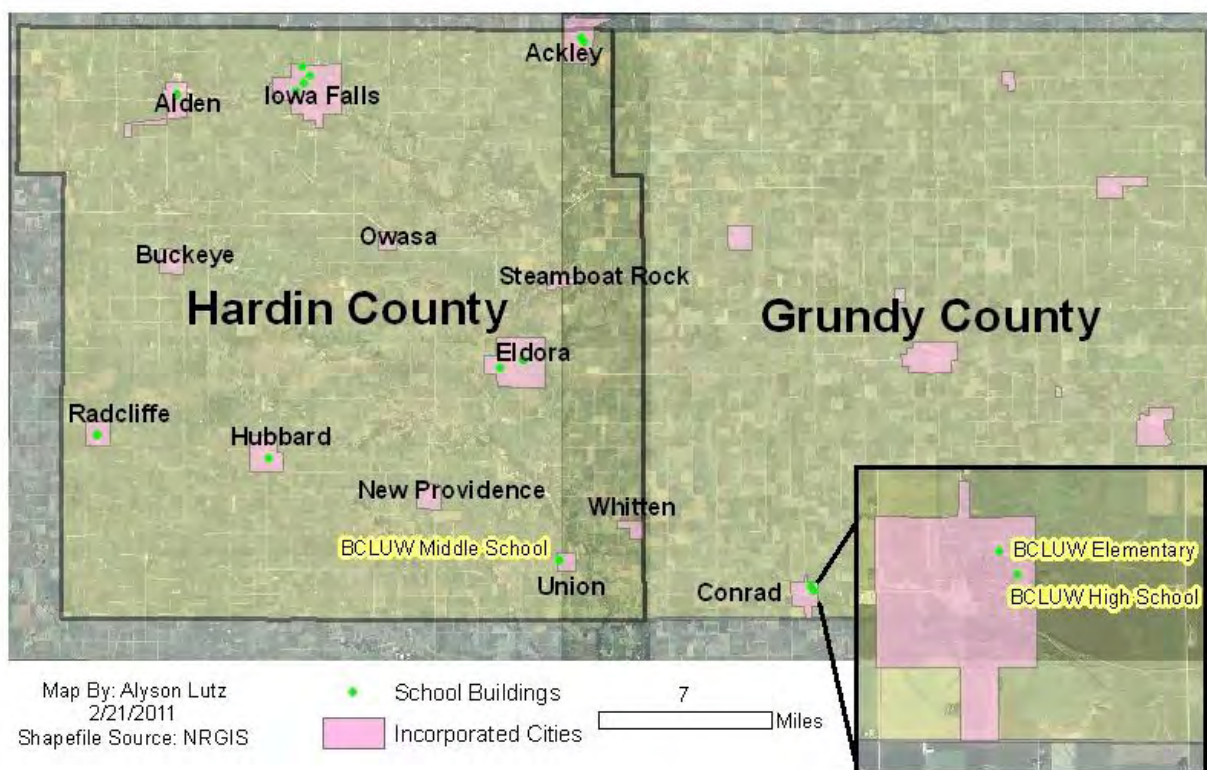 Ackley
Alden
Iowa Falls
Owasa
Buckeye
Steamboat Rock
Hardin County
Grundy County
Eldora
Radcliffe
Hubbard
New Providence
Whitten
BCLUW Middle School
Union
Conrad
BCLUW Elementary
BCLUW High School
Map By: Alyson Lutz
2/21/2011
Shapefile Source: NRGIS
School Buildings
Incorporated Cities
7
Miles